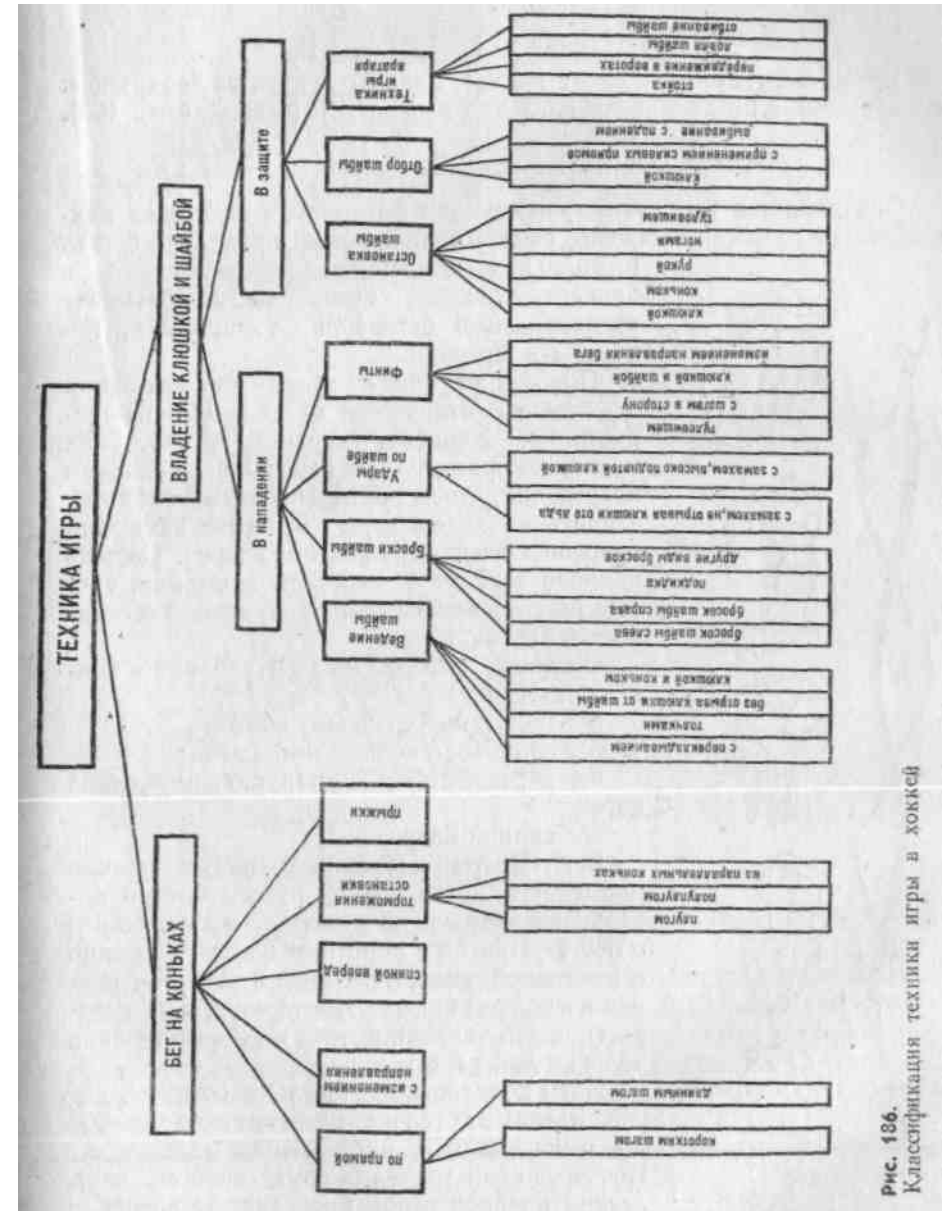 ТЕХНИКА ИГРЫ
БЕГ НА КОНЬКАХ
ВЛАДЕНИЕ КЛЮШКОЙ И ШАЙБОЙ
В нападении
В защите
по прямой
с изменением
направления
спиной вперед
торможения
остановки
прыжки
Ведение
шайбы
Броски шайбы
Удары
по шайбе
Финты
Остановка
шайбы
Отбор шайбы
Техника
игры
вратаря
коротким шагом
длинным шагом
плугом
полуплугом
на параллельных коньках
с перекладыванием
толчками
без отрыва клюшки от шайбы
клюшкой и коньком
бросок шайбы слева
бросок шайбы справа
подкидка
другие виды бросков
с замахом, не отрывая клюшки ото льда
с замахом, высоко поднятой клюшкой
туловищем
с шагом в сторону
клюшкой и шайбой
изменением направления бега
клюшкой
коньком
рукой
ногами
туловищем
клюшкой
с применением силовых приемов
выбивание с падением
стойка
передвижение в воротах
ловля шайбы
отбивание шайбы
Рис. 186.
Классификация техники игры в хоккей